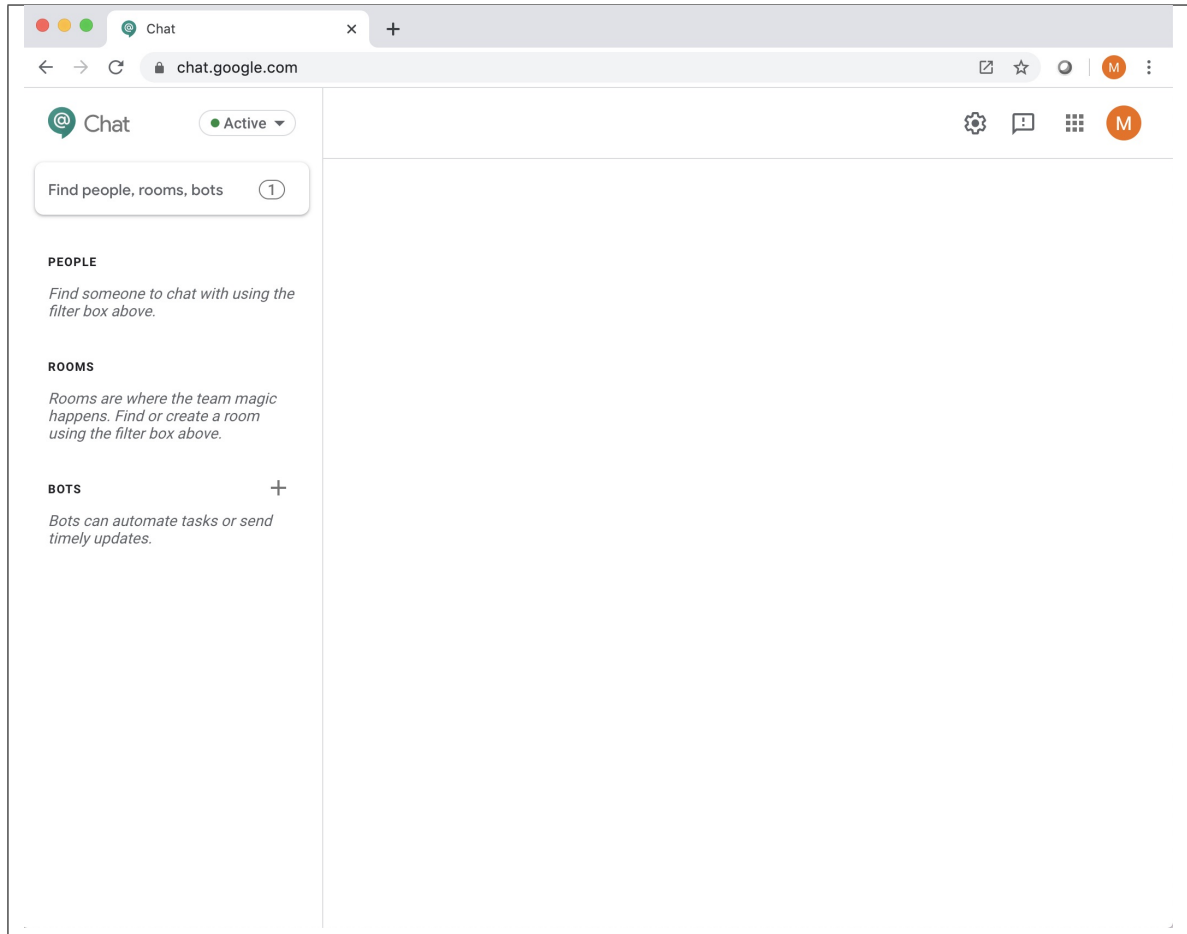 Chat
chat.google.com
M
Chat
Active
M
Find people, rooms, bots 1
PEOPLE
Find someone to chat with using the
filter box above.
ROOMS
Rooms are where the team magic
happens. Find or create a room
using the filter box above.
BOTS
Bots can automate tasks or send
timely updates.